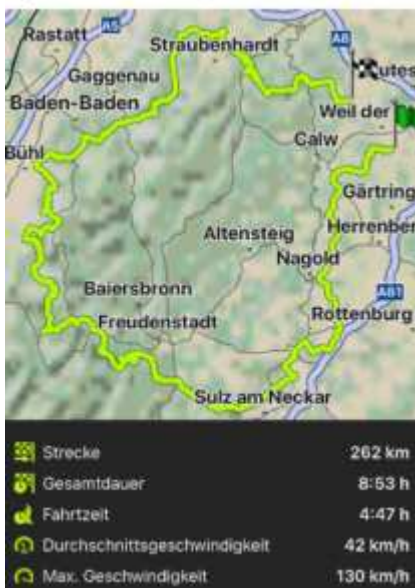 Rastatt
A5
Straubenhardt
A8
utes
Gaggenau
Baden-Baden
Weil der
Calw
Bühl
Gärtring
Altensteig
Herrenber
Nagold
Baiersbronn
A81
Freudenstadt
Rottenburg
Sulz am Neckar
Strecke 262 km
Gesamtdauer 8:53 h
Fahrtzeit 4:47 h
Durchschnittsgeschwindigkeit 42 km/h
Max. Geschwindigkeit 130 km/h